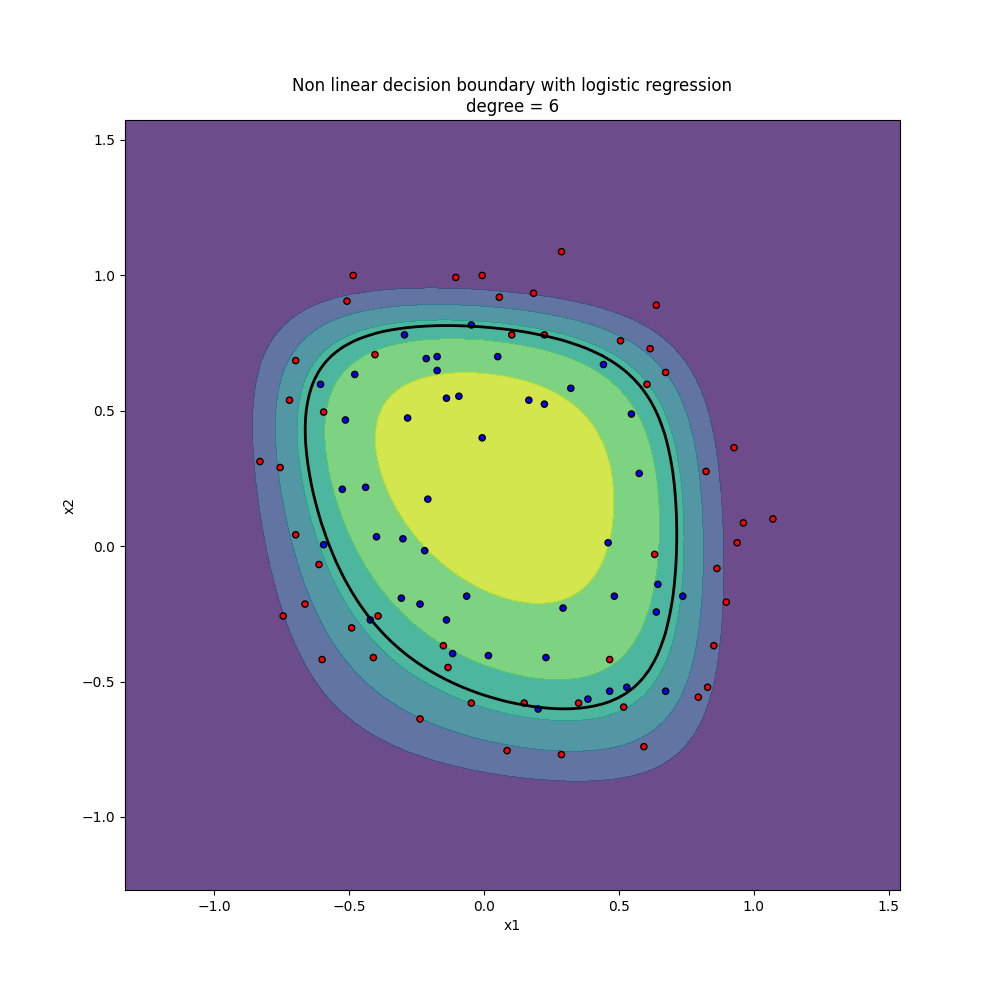 Non linear decision boundary with logistic regression
degree = 6
1.5
1.0
0.5
0.0
−0.5
−1.0
x2
−1.0 −0.5 0.0 0.5 1.0 1.5
x1